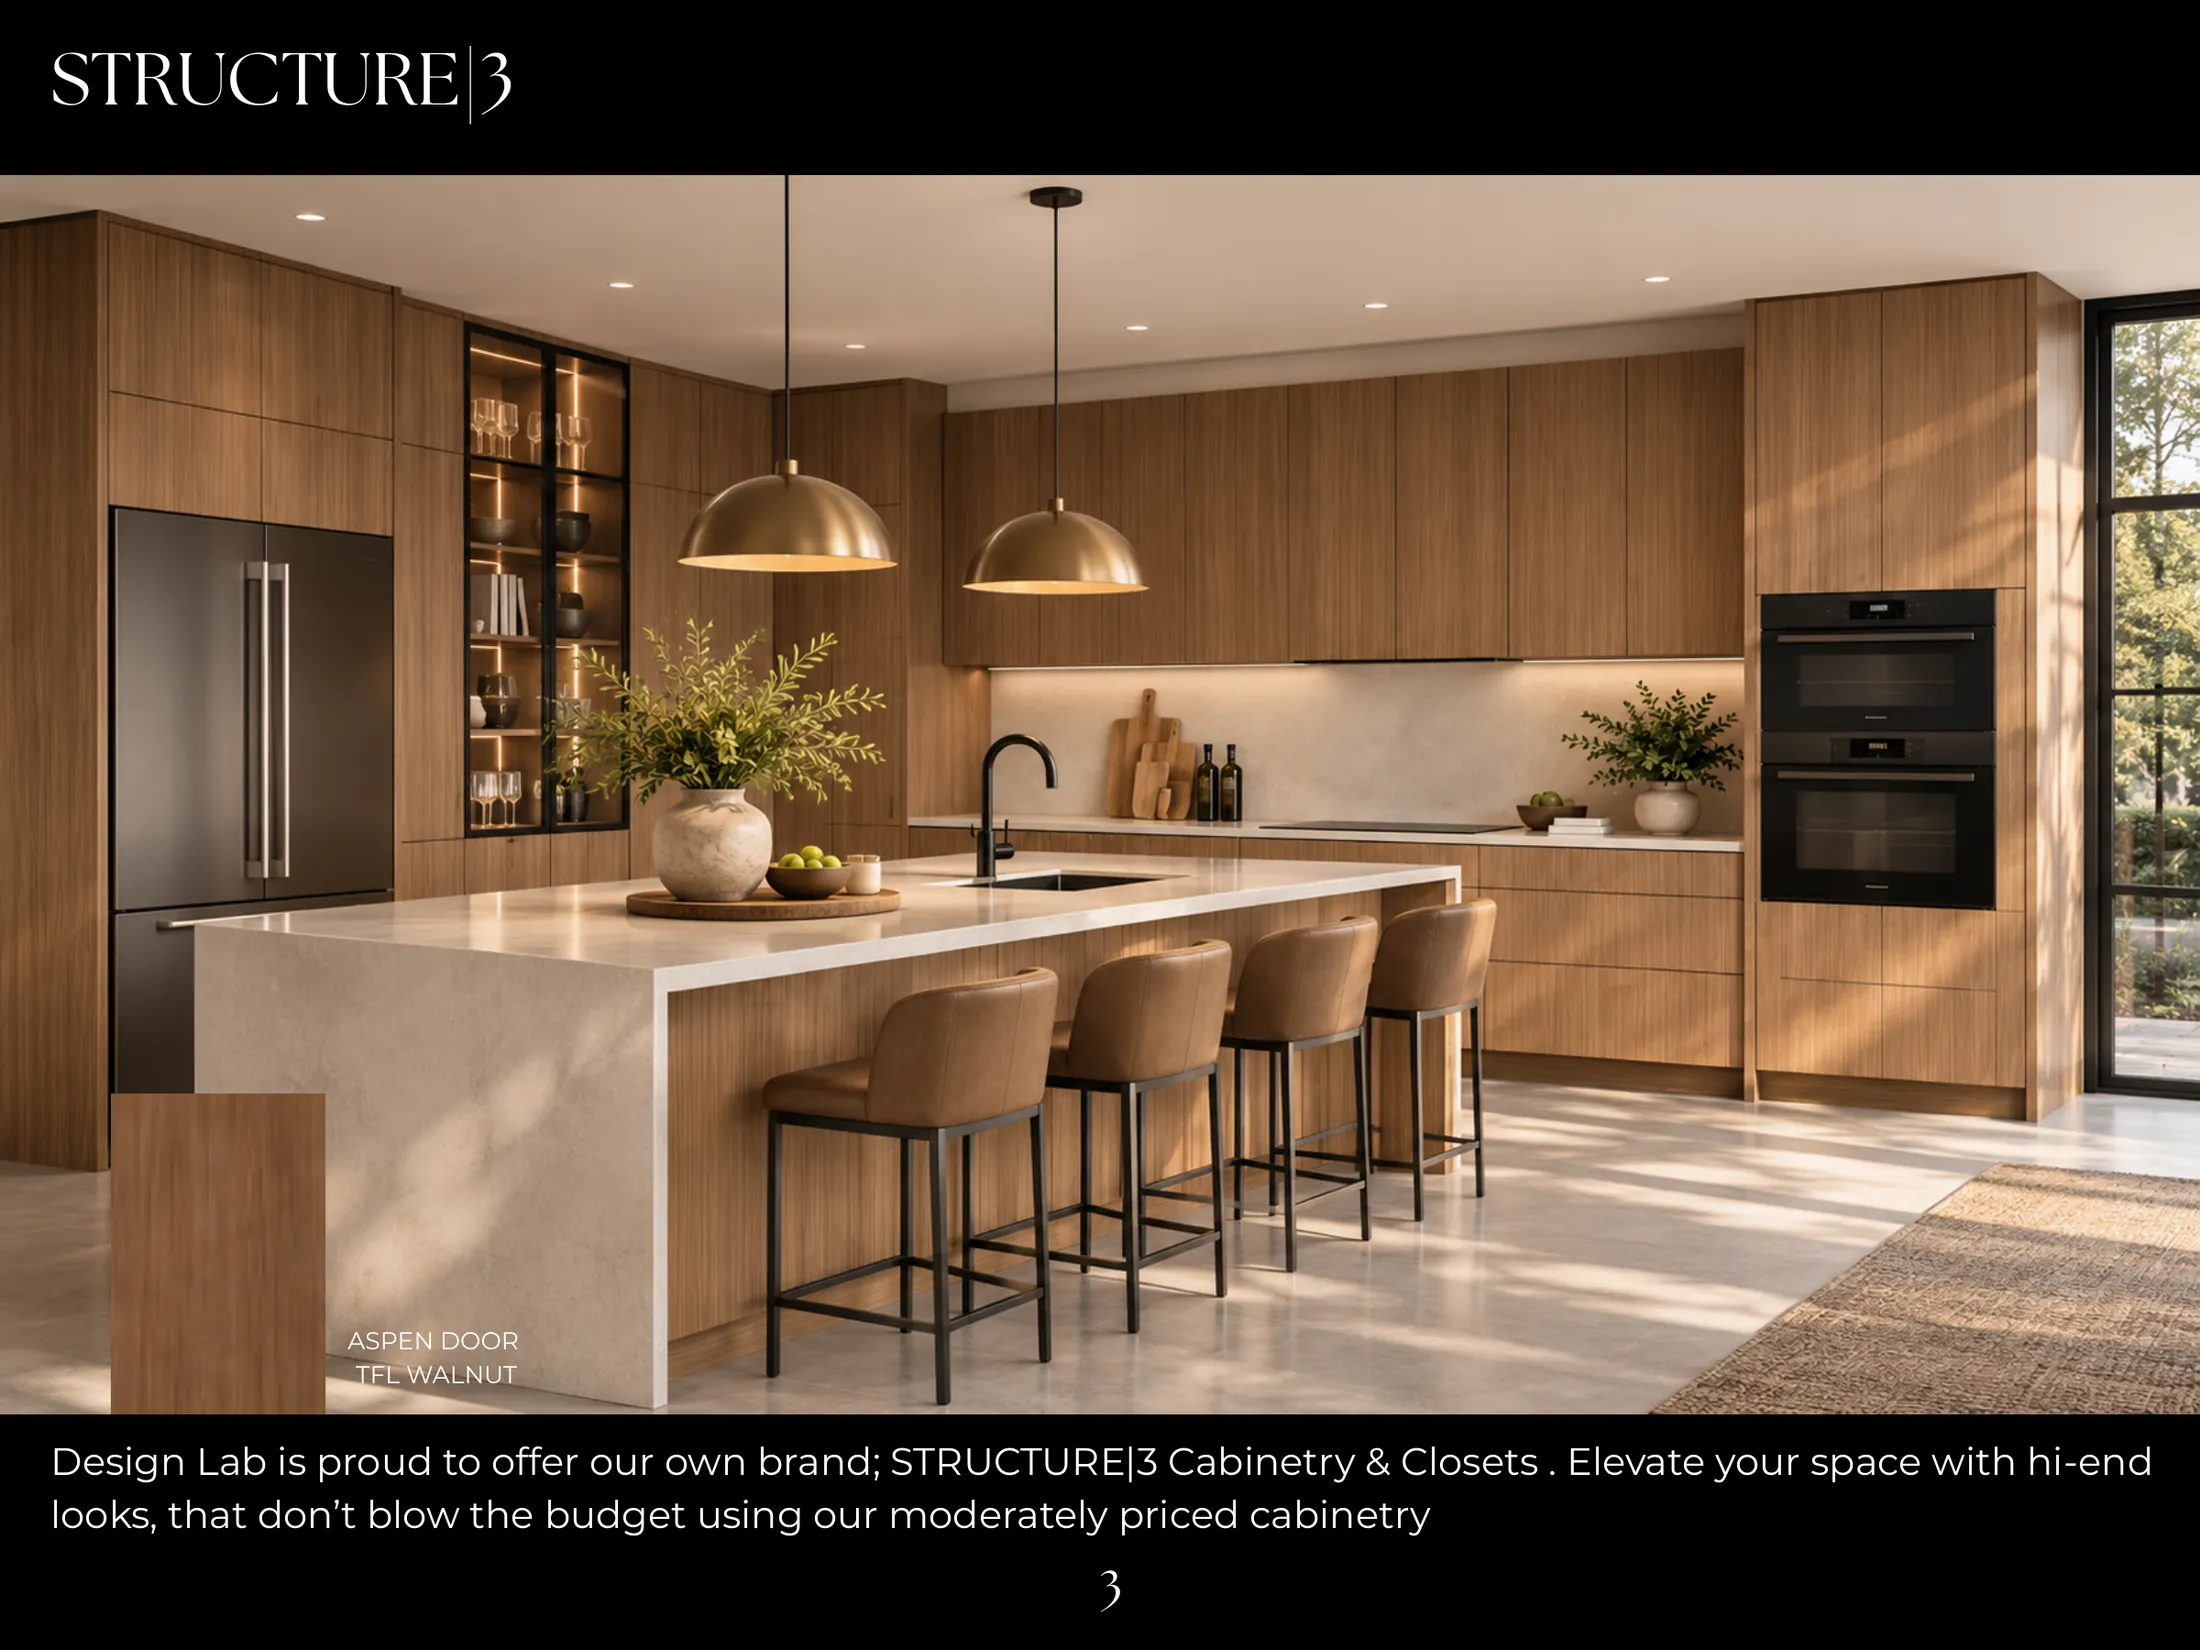 STRUCTURE|3
ASPEN DOOR
TFL WALNUT
Design Lab is proud to offer our own brand; STRUCTURE|3 Cabinetry & Closets . Elevate your space with hi-end
looks, that don’t blow the budget using our moderately priced cabinetry
3